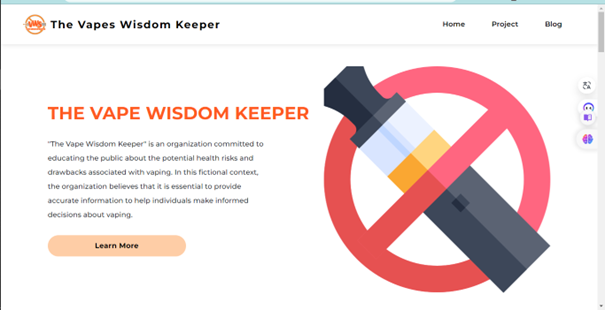 The Vapes Wisdom Keeper
Home Project Blog
THE VAPE WISDOM KEEPER
"The Vape Wisdom Keeper" is an organization committed to
educating the public about the potential health risks and
drawbacks associated with vaping. In this fictional context,
the organization believes that it is essential to provide
accurate information to help individuals make informed
decisions about vaping.
Learn More